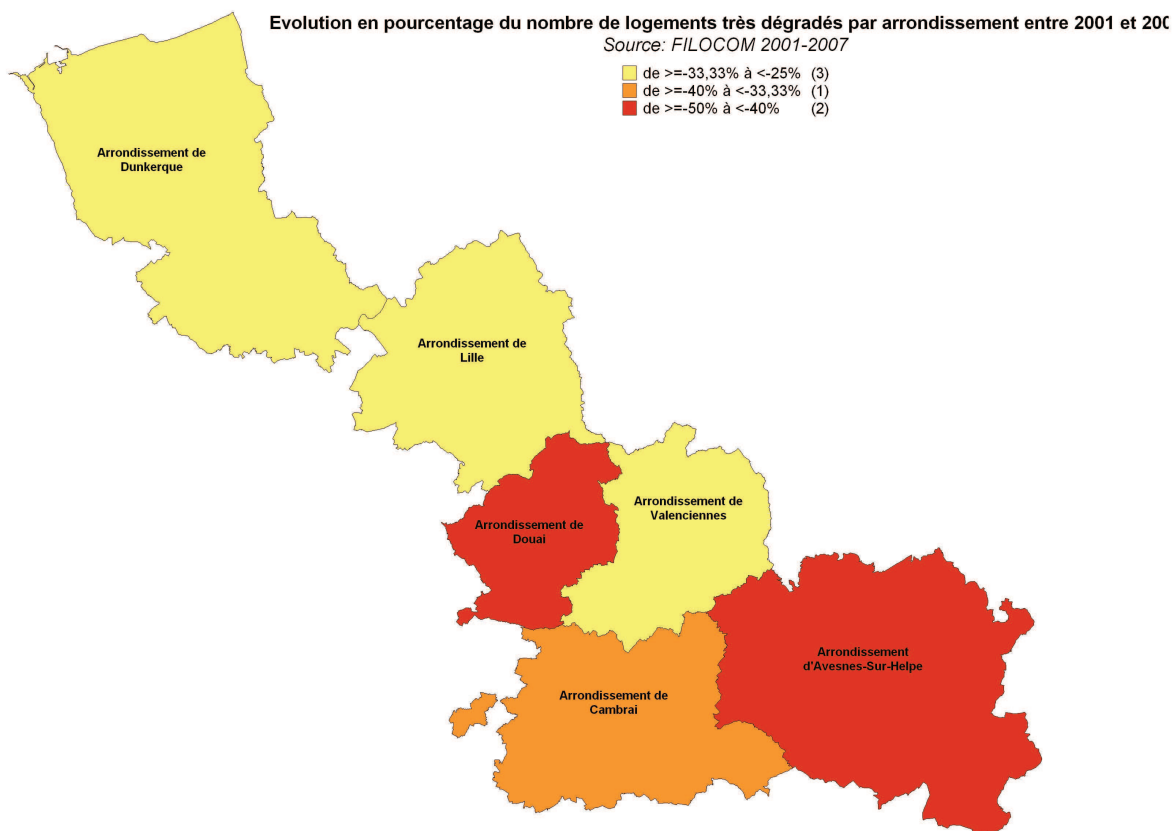 Evolution en pourcentage du nombre de logements très dégradés par arrondissement entre 2001 et 200
Source: FILOCOM 2001-2007
de >=-33,33% à <-25% (3)
de >=-40% à <-33,33% (1)
de >=-50% à <-40% (2)
Arrondissement de
Dunkerque
Arrondissement de
Lille
Arrondissement de
Valenciennes
Arrondissement de
Douai
Arrondissement
d'Avesnes-Sur-Helpe
Arrondissement de
Cambrai